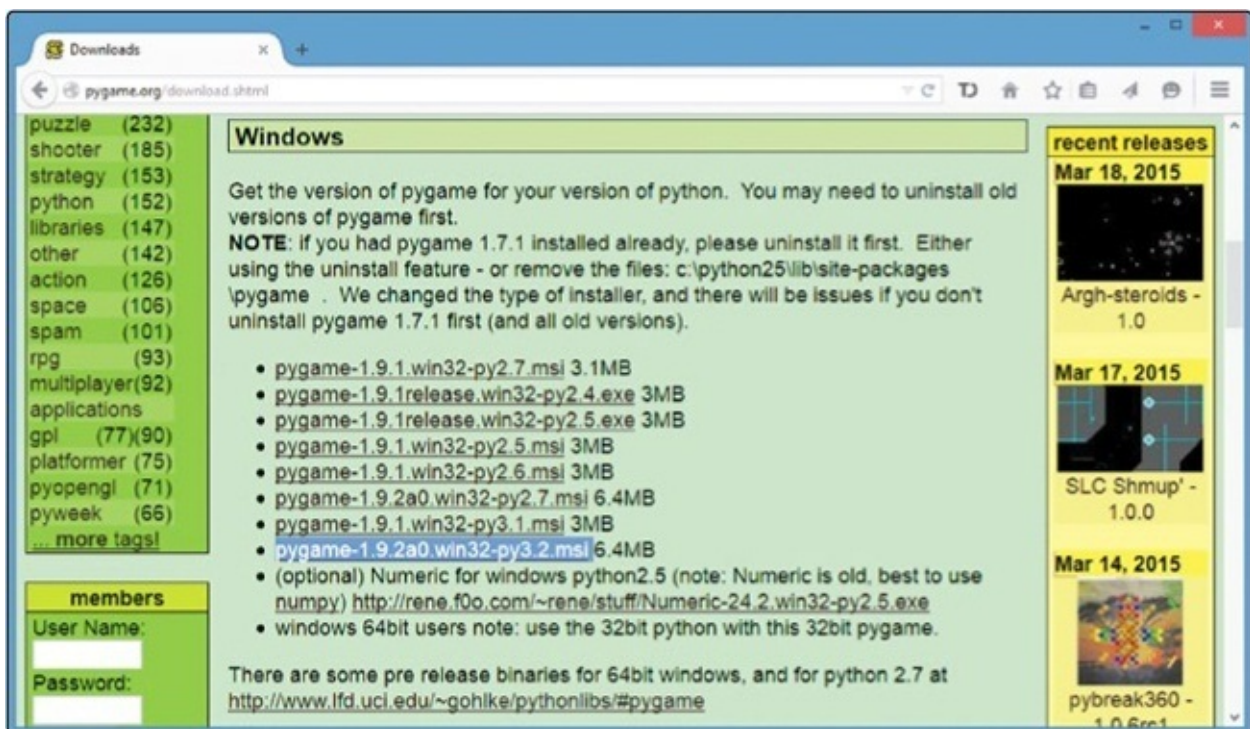 Downloads
pygame.org/download.shtml
puzzle (232)
shooter (185)
strategy (153)
python (152)
libraries (147)
other (142)
action (126)
space (106)
spam (101)
rpg (93)
multiplayer(92)
applications
gpl (77)(90)
platformer (75)
pyopengl (71)
pyweek (66)
... more tags!
members
User Name:
Password:
Windows
Get the version of pygame for your version of python. You may need to uninstall old
versions of pygame first.
NOTE: if you had pygame 1.7.1 installed already, please uninstall it first. Either
using the uninstall feature - or remove the files: c:\python25\lib\site-packages
\pygame . We changed the type of installer, and there will be issues if you don't
uninstall pygame 1.7.1 first (and all old versions).
• pygame-1.9.1.win32-py2.7.msi 3.1MB
• pygame-1.9.1release.win32-py2.4.exe 3MB
• pygame-1.9.1release.win32-py2.5.exe 3MB
• pygame-1.9.1.win32-py2.5.msi 3MB
• pygame-1.9.1.win32-py2.6.msi 3MB
• pygame-1.9.2a0.win32-py2.7.msi 6.4MB
• pygame-1.9.1.win32-py3.1.msi 3MB
• pygame-1.9.2a0.win32-py3.2.msi 6.4MB
• (optional) Numeric for windows python2.5 (note: Numeric is old, best to use
numpy) http://rene.f0o.com/~rene/stuff/Numeric-24.2.win32-py2.5.exe
• windows 64bit users note: use the 32bit python with this 32bit pygame.
There are some pre release binaries for 64bit windows, and for python 2.7 at
http://www.lfd.uci.edu/~gohlke/pythonlibs/#pygame
recent releases
Mar 18, 2015
Argh-steroids -
1.0
Mar 17, 2015
SLC Shmup' -
1.0.0
Mar 14, 2015
pybreak360 -
1.0.6rc1